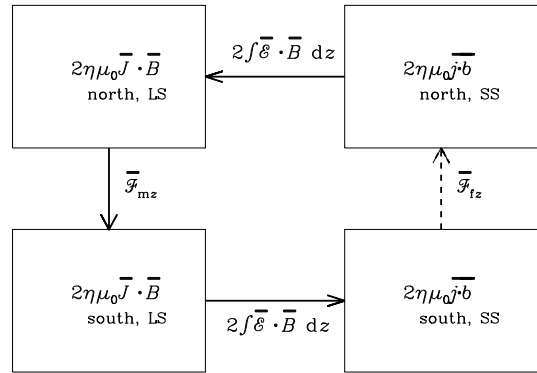 2ημ₀J̅ · B̅
north, LS
2∫ℰ̅ · B̅ dz
2ημ₀j̅·̅b̅
north, SS
ℱ̅mz
ℱ̅fz
2ημ₀J̅ · B̅
south, LS
2∫ℰ̅ · B̅ dz
2ημ₀j̅·̅b̅
south, SS